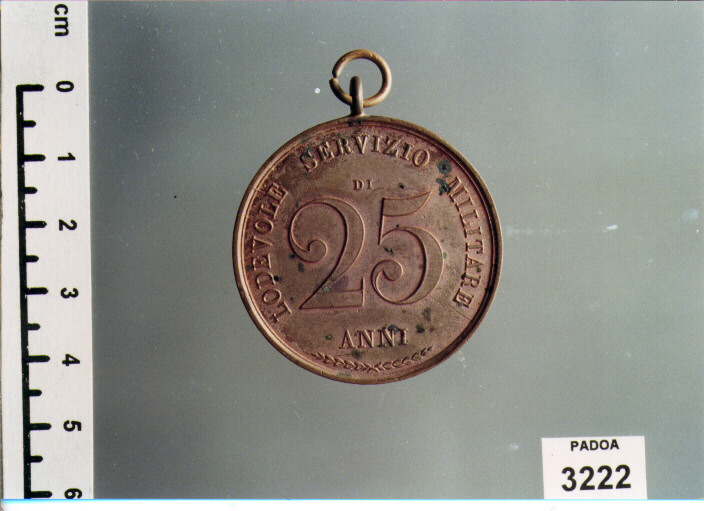 cm
0
1
2
3
4
5
6
LODEVOLE SERVIZIO MILITARE
DI
25
ANNI
PADOA
3222